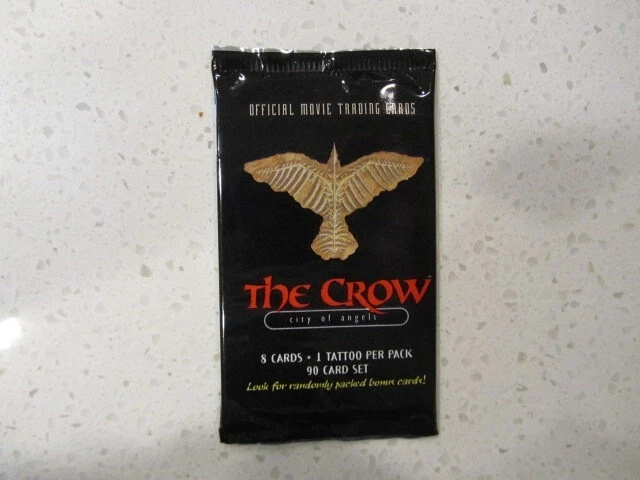 OFFICIAL MOVIE TRADING CARDS
THE CROW™
city of angels
8 CARDS • 1 TATTOO PER PACK
90 CARD SET
Look for randomly packed bonus cards!